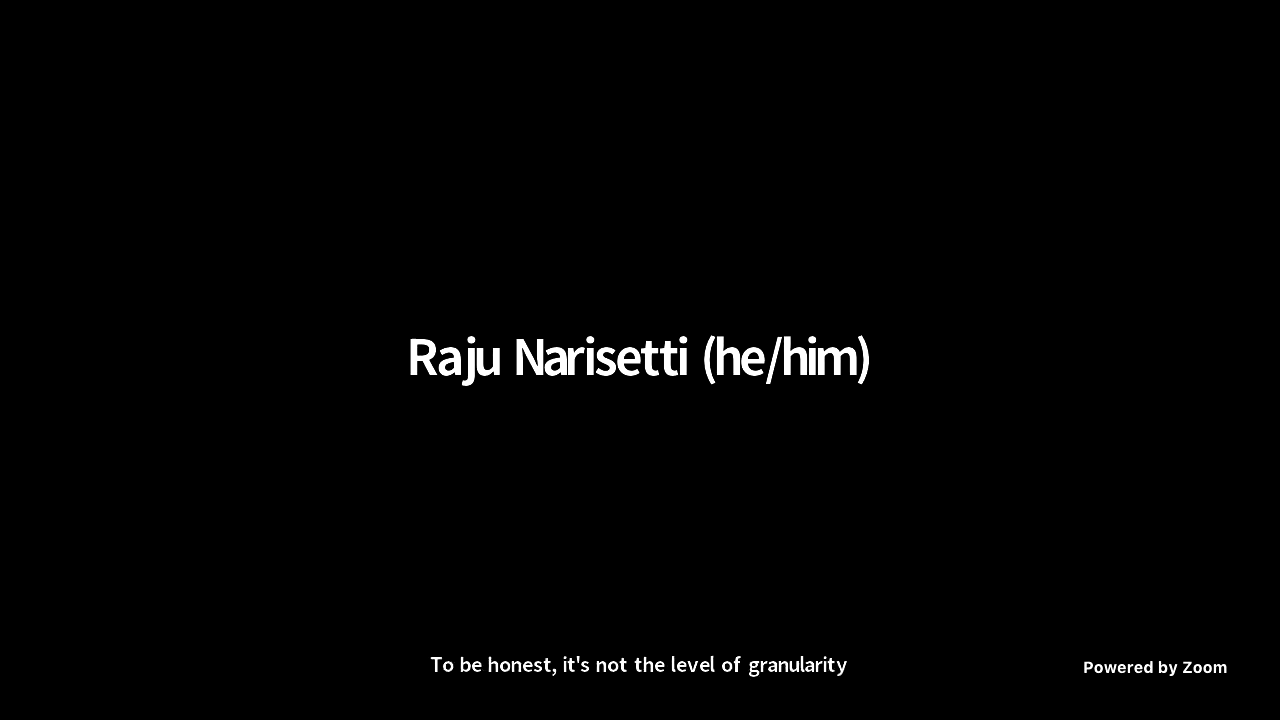 Raju Narisetti (he/him)
To be honest, it's not the level of granularity
Powered by Zoom